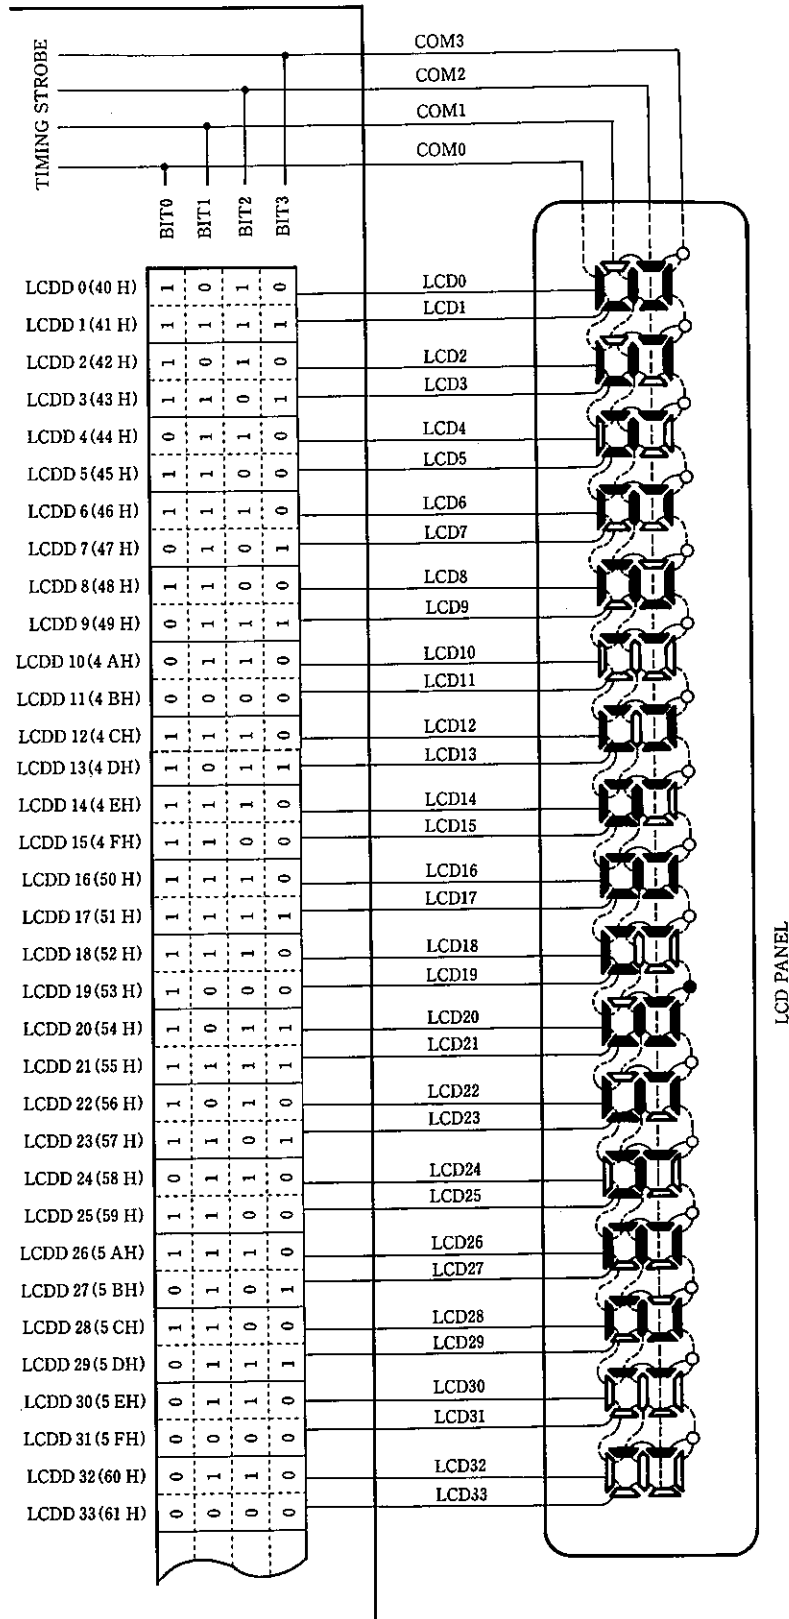 TIMING STROBE
COM3
COM2
COM1
COM0
BIT0 BIT1 BIT2 BIT3
LCDD 0(40 H) 1 0 1 0 LCD0
LCDD 1(41 H) 1 1 1 1 LCD1
LCDD 2(42 H) 1 0 1 0 LCD2
LCDD 3(43 H) 1 1 0 1 LCD3
LCDD 4(44 H) 0 1 1 0 LCD4
LCDD 5(45 H) 1 1 0 0 LCD5
LCDD 6(46 H) 1 1 1 0 LCD6
LCDD 7(47 H) 0 1 0 1 LCD7
LCDD 8(48 H) 1 1 0 0 LCD8
LCDD 9(49 H) 0 1 1 1 LCD9
LCDD 10(4 AH) 0 1 1 0 LCD10
LCDD 11(4 BH) 0 0 0 0 LCD11
LCDD 12(4 CH) 1 1 1 0 LCD12
LCDD 13(4 DH) 1 0 1 1 LCD13
LCDD 14(4 EH) 1 1 1 0 LCD14
LCDD 15(4 FH) 1 1 0 0 LCD15
LCDD 16(50 H) 1 1 1 0 LCD16
LCDD 17(51 H) 1 1 1 1 LCD17
LCDD 18(52 H) 1 1 1 0 LCD18
LCDD 19(53 H) 1 0 0 0 LCD19
LCDD 20(54 H) 1 0 1 1 LCD20
LCDD 21(55 H) 1 1 1 1 LCD21
LCDD 22(56 H) 1 0 1 0 LCD22
LCDD 23(57 H) 1 1 0 1 LCD23
LCDD 24(58 H) 0 1 1 0 LCD24
LCDD 25(59 H) 1 1 0 0 LCD25
LCDD 26(5 AH) 1 1 1 0 LCD26
LCDD 27(5 BH) 0 1 0 1 LCD27
LCDD 28(5 CH) 1 1 0 0 LCD28
LCDD 29(5 DH) 0 1 1 1 LCD29
LCDD 30(5 EH) 0 1 1 0 LCD30
LCDD 31(5 FH) 0 0 0 0 LCD31
LCDD 32(60 H) 0 1 1 0 LCD32
LCDD 33(61 H) 0 0 0 0 LCD33
LCD PANEL